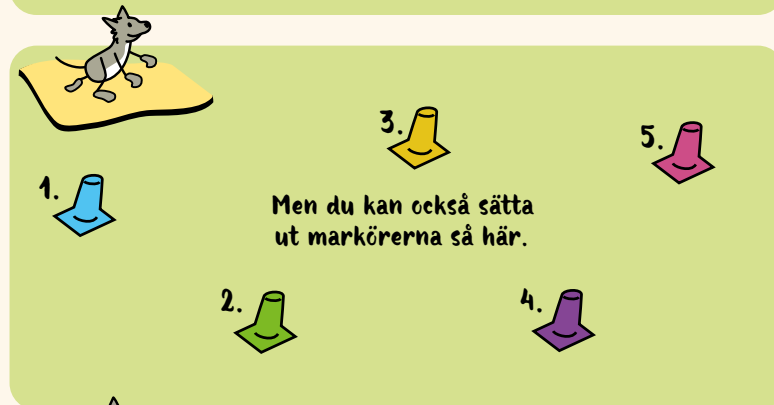 3.
5.
1.
Men du kan också sätta
ut markörerna så här.
2.
4.